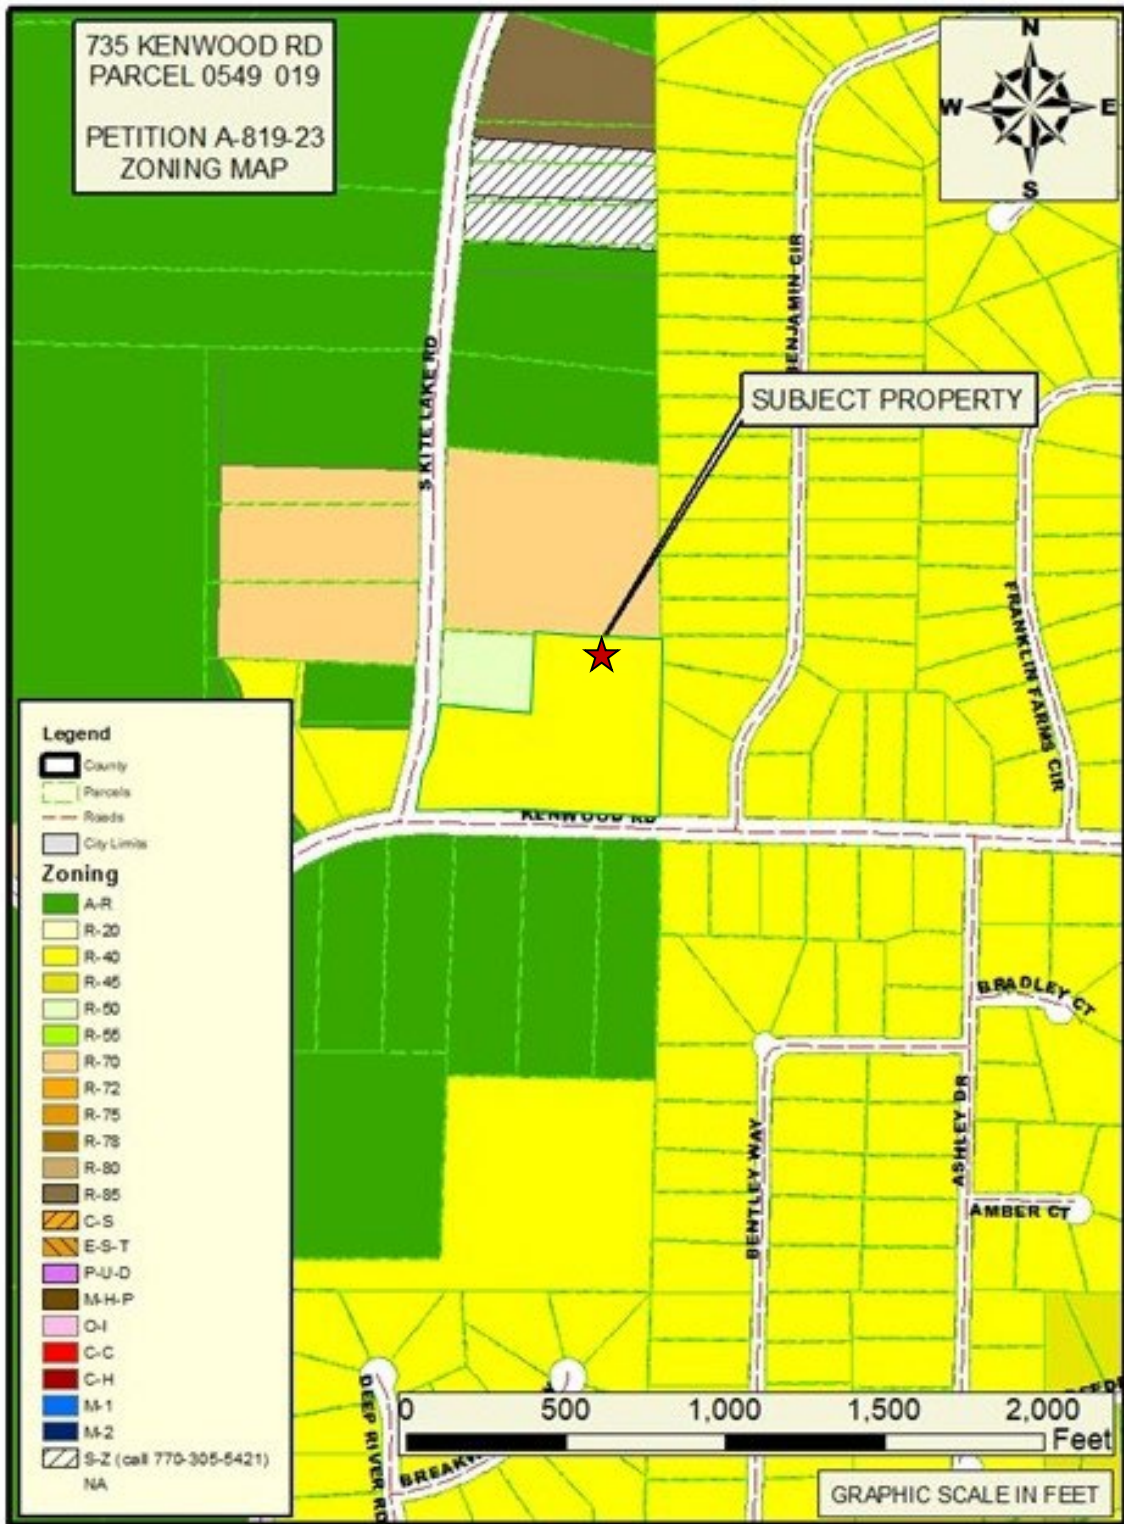 735 KENWOOD RD
PARCEL 0549 019
PETITION A-819-23
ZONING MAP
N
W
E
S
BENJAMIN CIR
S KITE LAKE RD
SUBJECT PROPERTY
FRANKLIN FARMS CIR
KENWOOD RD
BRADLEY CT
ASHLEY DR
BENTLEY WAY
AMBER CT
DEEP RIVER RD
Legend
County
Parcels
Roads
City Limits
Zoning
A-R
R-20
R-40
R-45
R-50
R-55
R-70
R-72
R-75
R-78
R-80
R-85
C-S
E-S-T
P-U-D
M-H-P
O-I
C-C
C-H
M-1
M-2
S-Z (call 770-305-5421)
NA
0 500 1,000 1,500 2,000
Feet
GRAPHIC SCALE IN FEET